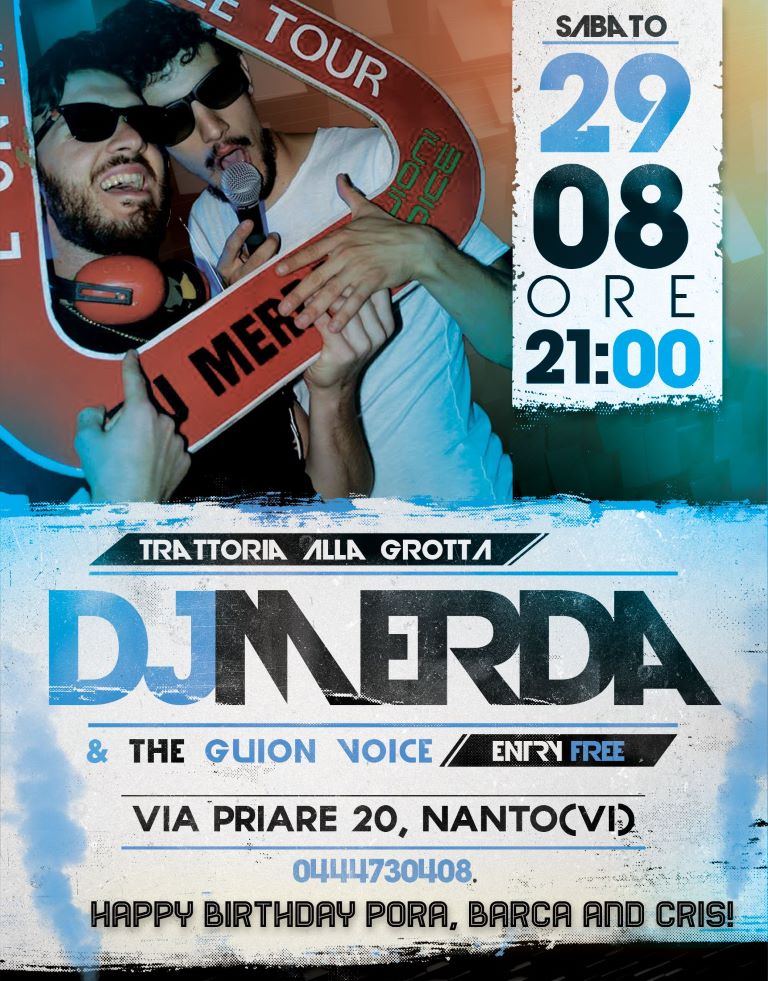 LE TOUR
SABATO
29
08
ORE
21:00
TRATTORIA ALLA GROTTA
DJ MERDA
& THE GUION VOICE ENTRY FREE
VIA PRIARE 20, NANTO(VI)
0444730408.
HAPPY BIRTHDAY PORA, BARCA AND CRIS!